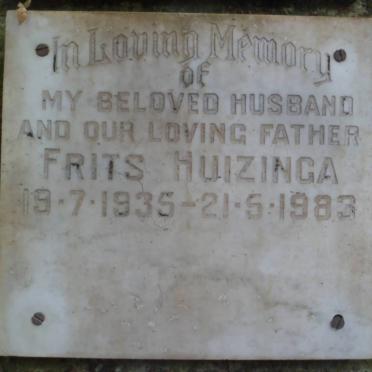 In Loving Memory
of
MY BELOVED HUSBAND
AND OUR LOVING FATHER
FRITS HUIZINGA
19·7·1935–21·5·1983